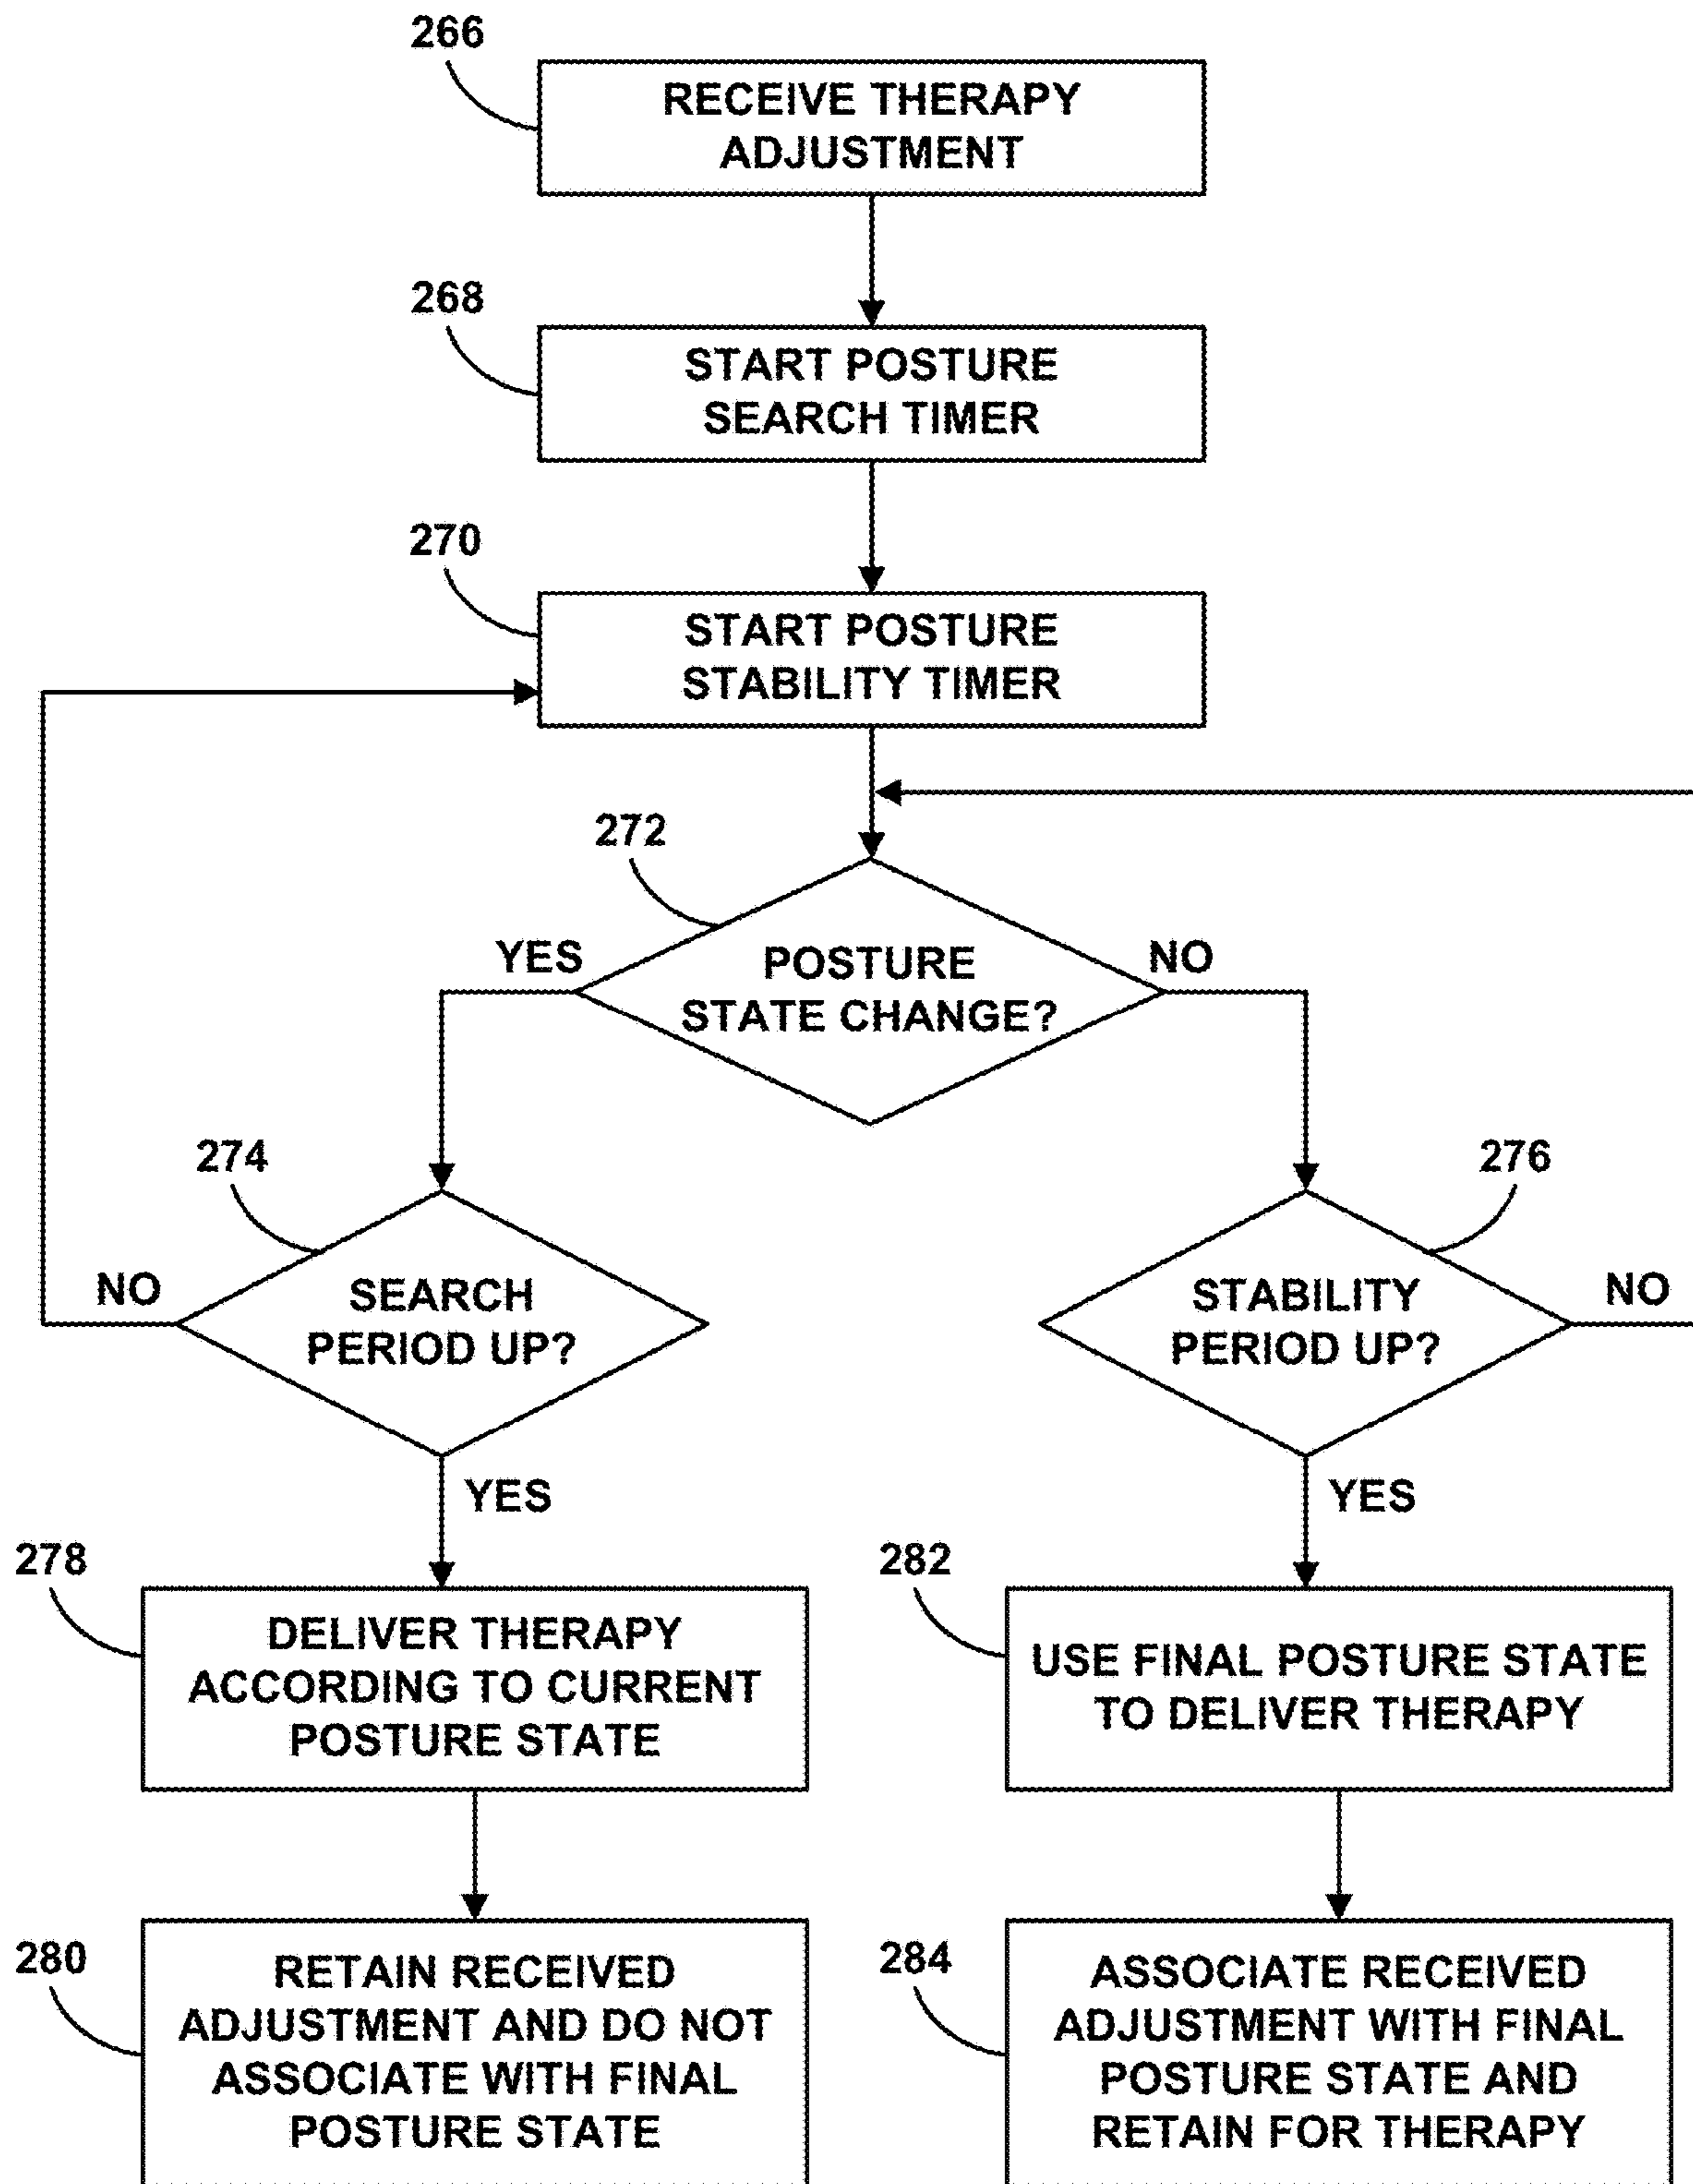 266
RECEIVE THERAPY
ADJUSTMENT
268
START POSTURE
SEARCH TIMER
270
START POSTURE
STABILITY TIMER
272
YES
POSTURE
STATE CHANGE?
NO
274
276
NO
SEARCH
PERIOD UP?
STABILITY
PERIOD UP?
NO
YES
YES
278
DELIVER THERAPY
ACCORDING TO CURRENT
POSTURE STATE
282
USE FINAL POSTURE STATE
TO DELIVER THERAPY
280
RETAIN RECEIVED
ADJUSTMENT AND DO NOT
ASSOCIATE WITH FINAL
POSTURE STATE
284
ASSOCIATE RECEIVED
ADJUSTMENT WITH FINAL
POSTURE STATE AND
RETAIN FOR THERAPY